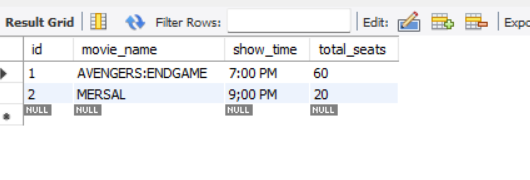 Result Grid Filter Rows: Edit: Expo
id movie_name show_time total_seats
1 AVENGERS:ENDGAME 7:00 PM 60
2 MERSAL 9;00 PM 20
NULL NULL NULL NULL